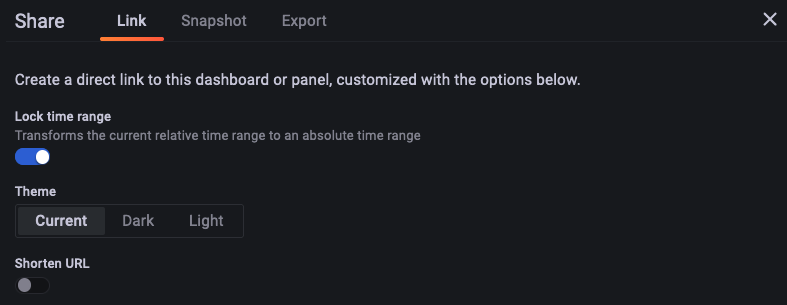 Share Link Snapshot Export
Create a direct link to this dashboard or panel, customized with the options below.
Lock time range
Transforms the current relative time range to an absolute time range
Theme
Current Dark Light
Shorten URL